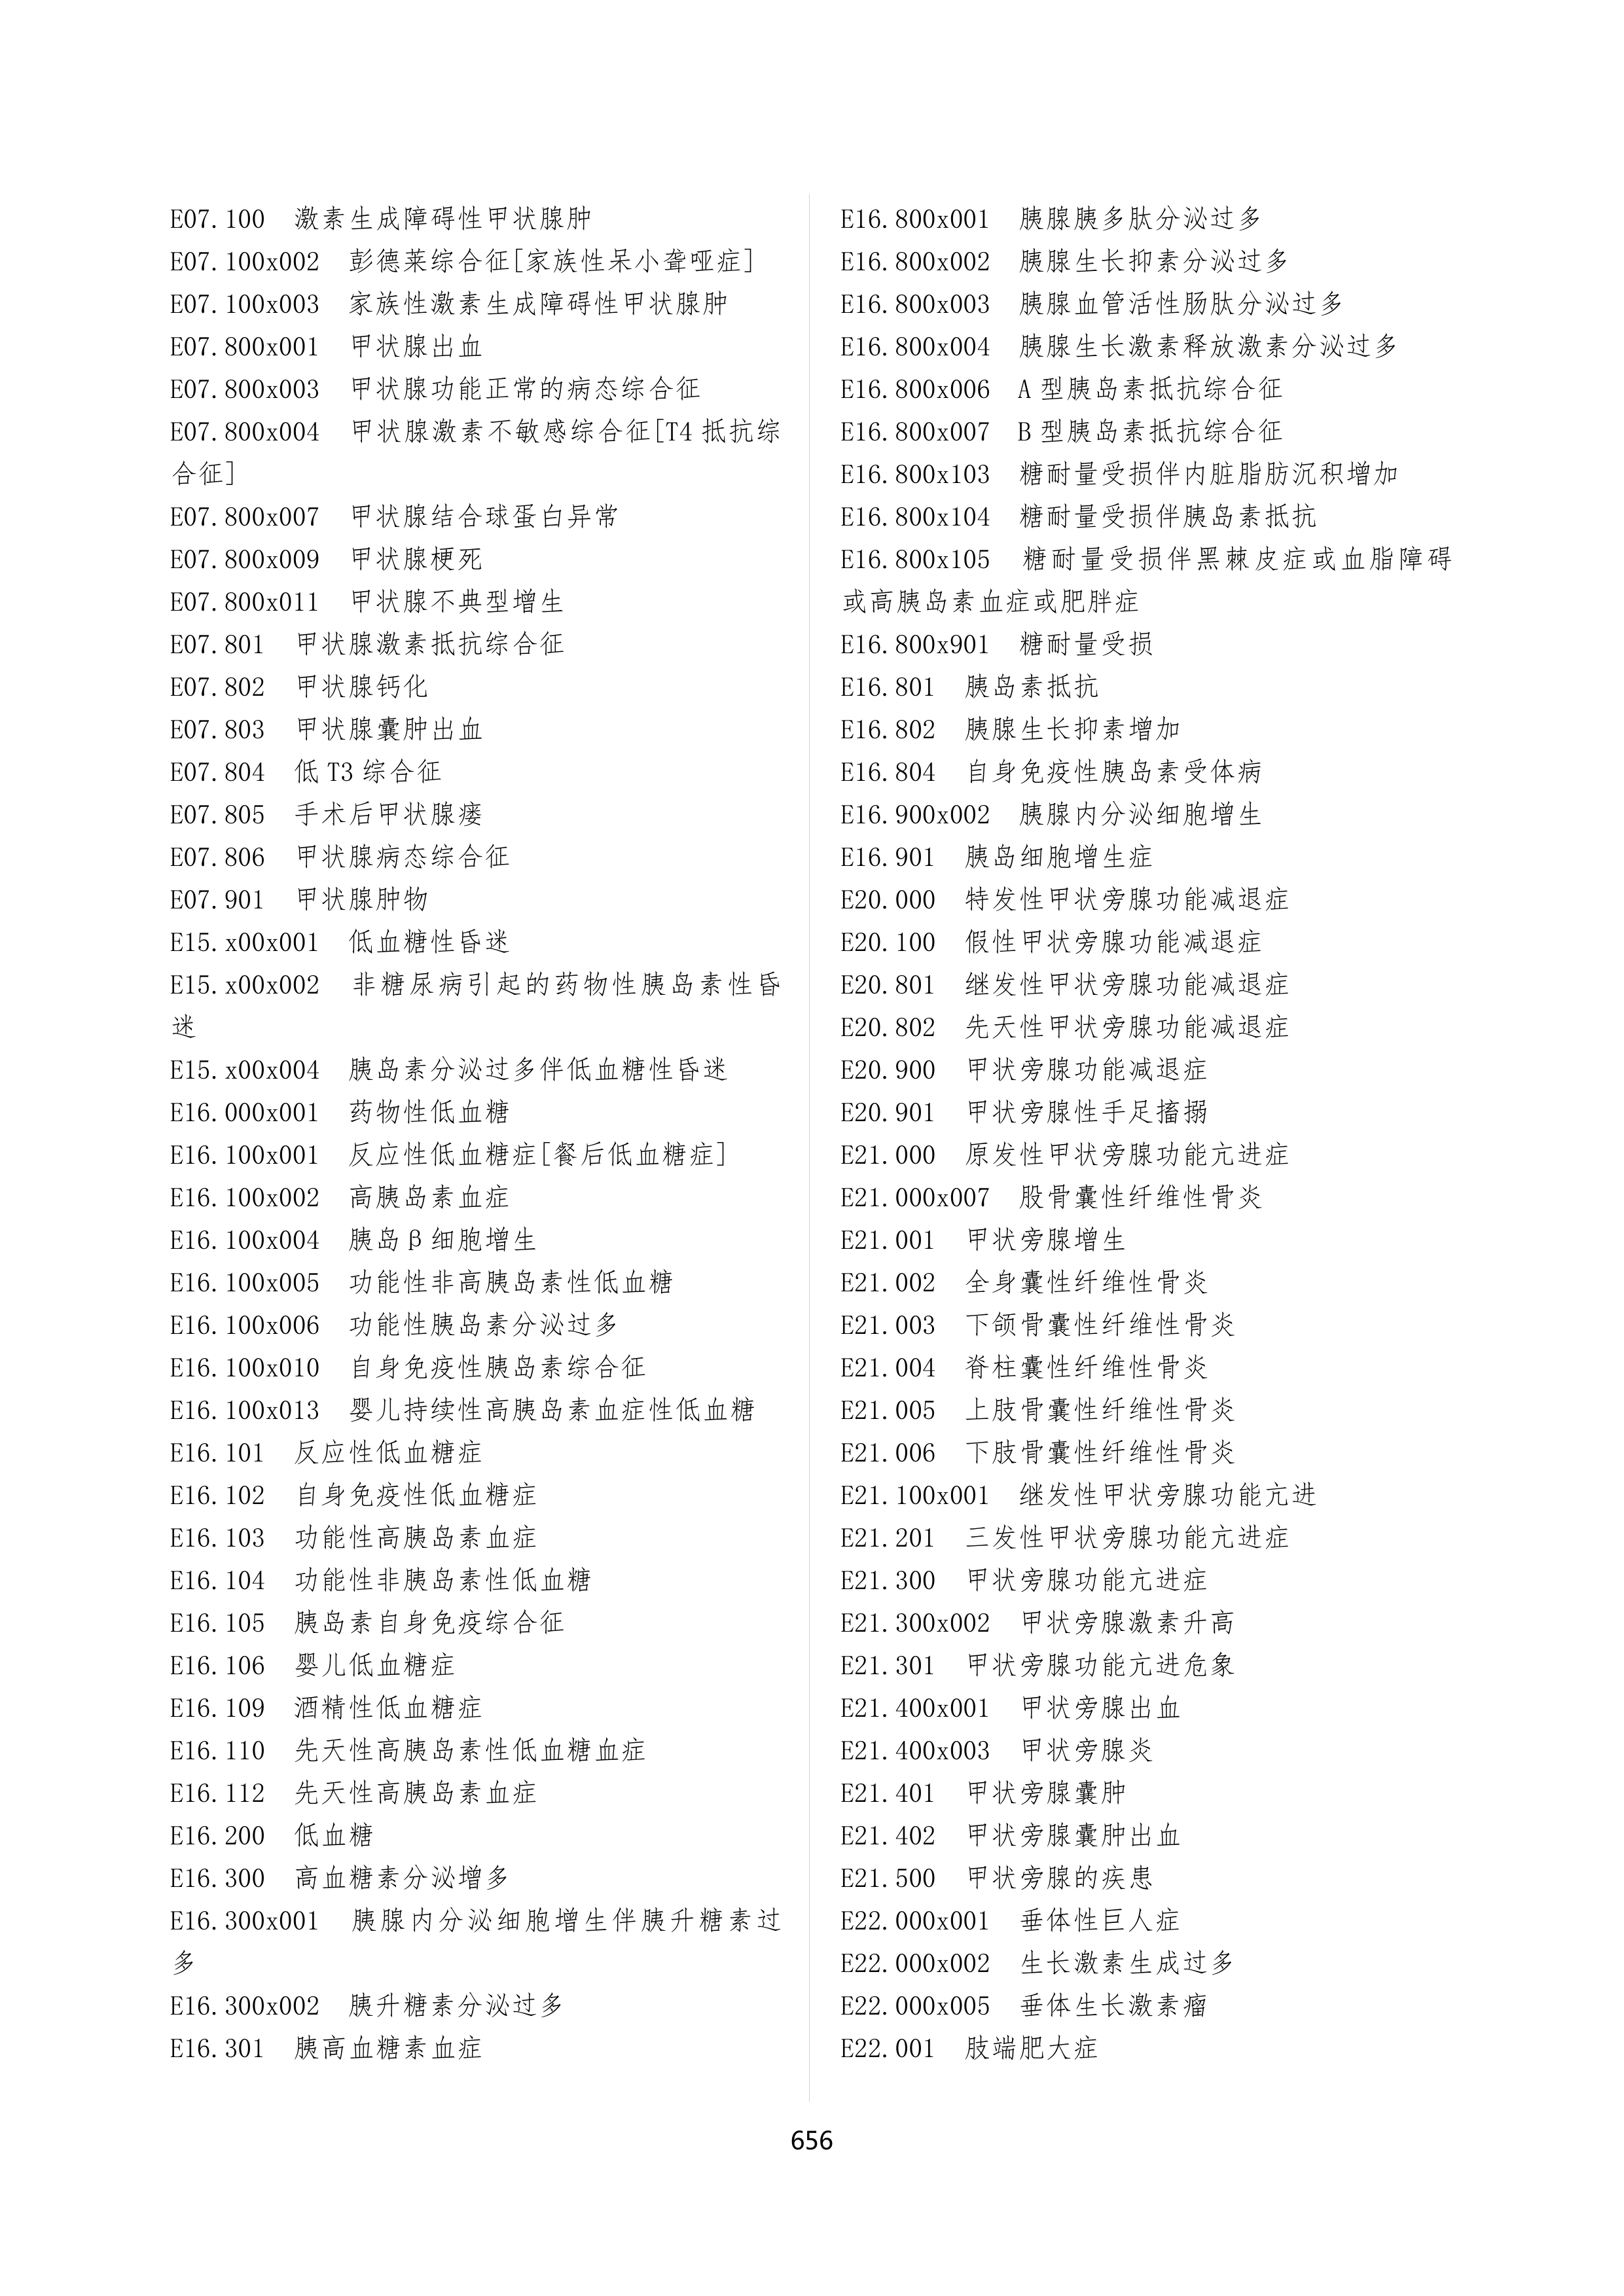 E07.100 激素生成障碍性甲状腺肿
E07.100x002 彭德莱综合征[家族性呆小聋哑症]
E07.100x003 家族性激素生成障碍性甲状腺肿
E07.800x001 甲状腺出血
E07.800x003 甲状腺功能正常的病态综合征
E07.800x004 甲状腺激素不敏感综合征[T4 抵抗综
合征]
E07.800x007 甲状腺结合球蛋白异常
E07.800x009 甲状腺梗死
E07.800x011 甲状腺不典型增生
E07.801 甲状腺激素抵抗综合征
E07.802 甲状腺钙化
E07.803 甲状腺囊肿出血
E07.804 低 T3 综合征
E07.805 手术后甲状腺瘘
E07.806 甲状腺病态综合征
E07.901 甲状腺肿物
E15.x00x001 低血糖性昏迷
E15.x00x002 非糖尿病引起的药物性胰岛素性昏
迷
E15.x00x004 胰岛素分泌过多伴低血糖性昏迷
E16.000x001 药物性低血糖
E16.100x001 反应性低血糖症[餐后低血糖症]
E16.100x002 高胰岛素血症
E16.100x004 胰岛β细胞增生
E16.100x005 功能性非高胰岛素性低血糖
E16.100x006 功能性胰岛素分泌过多
E16.100x010 自身免疫性胰岛素综合征
E16.100x013 婴儿持续性高胰岛素血症性低血糖
E16.101 反应性低血糖症
E16.102 自身免疫性低血糖症
E16.103 功能性高胰岛素血症
E16.104 功能性非胰岛素性低血糖
E16.105 胰岛素自身免疫综合征
E16.106 婴儿低血糖症
E16.109 酒精性低血糖症
E16.110 先天性高胰岛素性低血糖血症
E16.112 先天性高胰岛素血症
E16.200 低血糖
E16.300 高血糖素分泌增多
E16.300x001 胰腺内分泌细胞增生伴胰升糖素过
多
E16.300x002 胰升糖素分泌过多
E16.301 胰高血糖素血症
E16.800x001 胰腺胰多肽分泌过多
E16.800x002 胰腺生长抑素分泌过多
E16.800x003 胰腺血管活性肠肽分泌过多
E16.800x004 胰腺生长激素释放激素分泌过多
E16.800x006 A 型胰岛素抵抗综合征
E16.800x007 B 型胰岛素抵抗综合征
E16.800x103 糖耐量受损伴内脏脂肪沉积增加
E16.800x104 糖耐量受损伴胰岛素抵抗
E16.800x105 糖耐量受损伴黑棘皮症或血脂障碍
或高胰岛素血症或肥胖症
E16.800x901 糖耐量受损
E16.801 胰岛素抵抗
E16.802 胰腺生长抑素增加
E16.804 自身免疫性胰岛素受体病
E16.900x002 胰腺内分泌细胞增生
E16.901 胰岛细胞增生症
E20.000 特发性甲状旁腺功能减退症
E20.100 假性甲状旁腺功能减退症
E20.801 继发性甲状旁腺功能减退症
E20.802 先天性甲状旁腺功能减退症
E20.900 甲状旁腺功能减退症
E20.901 甲状旁腺性手足搐搦
E21.000 原发性甲状旁腺功能亢进症
E21.000x007 股骨囊性纤维性骨炎
E21.001 甲状旁腺增生
E21.002 全身囊性纤维性骨炎
E21.003 下颌骨囊性纤维性骨炎
E21.004 脊柱囊性纤维性骨炎
E21.005 上肢骨囊性纤维性骨炎
E21.006 下肢骨囊性纤维性骨炎
E21.100x001 继发性甲状旁腺功能亢进
E21.201 三发性甲状旁腺功能亢进症
E21.300 甲状旁腺功能亢进症
E21.300x002 甲状旁腺激素升高
E21.301 甲状旁腺功能亢进危象
E21.400x001 甲状旁腺出血
E21.400x003 甲状旁腺炎
E21.401 甲状旁腺囊肿
E21.402 甲状旁腺囊肿出血
E21.500 甲状旁腺的疾患
E22.000x001 垂体性巨人症
E22.000x002 生长激素生成过多
E22.000x005 垂体生长激素瘤
E22.001 肢端肥大症
656